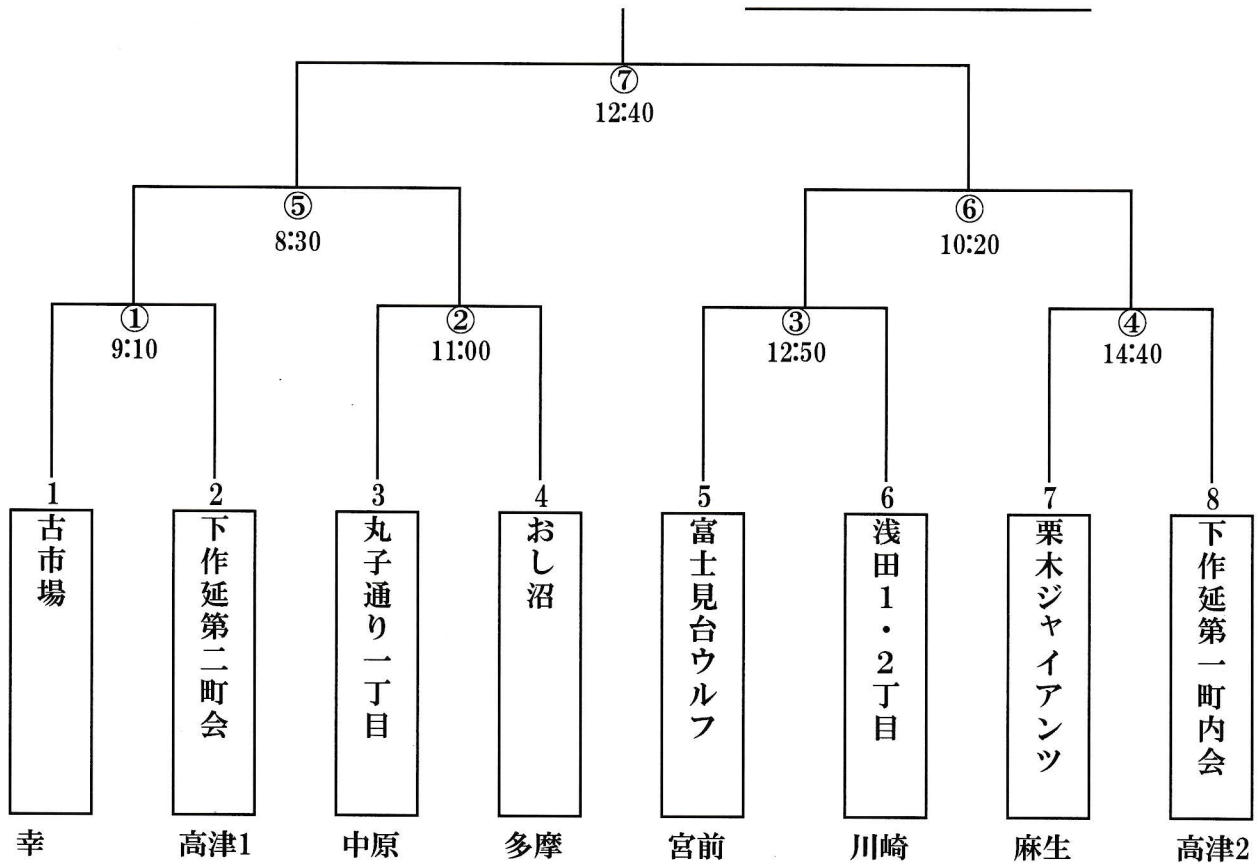 ⑦
12:40
⑤
8:30
⑥
10:20
①
9:10
②
11:00
③
12:50
④
14:40
1
2
3
4
5
6
7
8
古市場
下作延第二町会
丸子通り一丁目
おし沼
富士見台ウルフ
浅田1・2丁目
栗木ジャイアンツ
下作延第一町内会
幸
高津1
中原
多摩
宮前
川崎
麻生
高津2